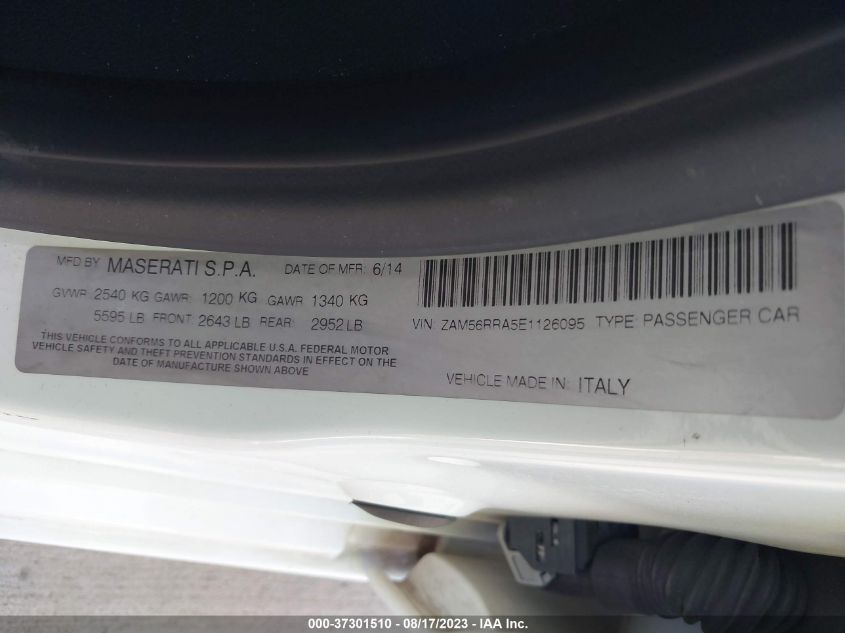 MFD BY MASERATI S.P.A. DATE OF MFR: 6/14
GVWR: 2540 KG GAWR: 1200 KG GAWR 1340 KG
5595 LB FRONT: 2643 LB REAR: 2952 LB
THIS VEHICLE CONFORMS TO ALL APPLICABLE U.S.A. FEDERAL MOTOR
VEHICLE SAFETY AND THEFT PREVENTION STANDARDS IN EFFECT ON THE
DATE OF MANUFACTURE SHOWN ABOVE
VIN: ZAM56RRA5E1126095 TYPE: PASSENGER CAR
VEHICLE MADE IN: ITALY
000-37301510 - 08/17/2023 - IAA Inc.